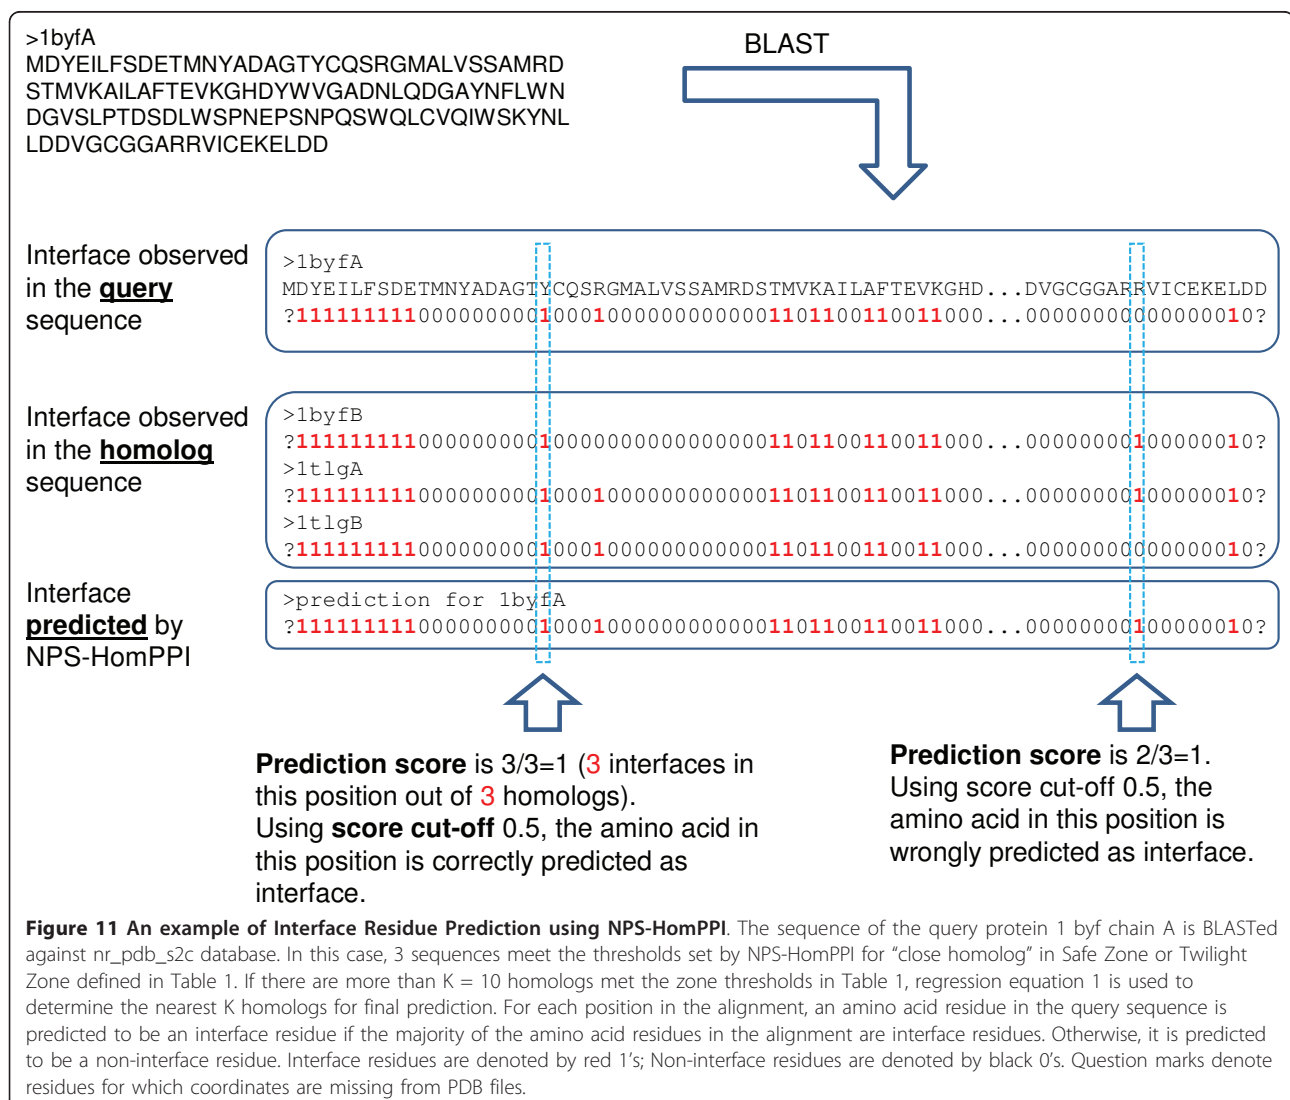 >1byfA
MDYEILFSDETMNYADAGTYCQSRGMALVSSAMRD
STMVKAILAFTEVKGHDYWVGADNLQDGAYNFLWN
DGVSLPTDSDLWSPNEPSNPQSWQLCVQIWSKYNL
LDDVGCGGARRVICEKELDD
BLAST
Interface observed
in the query
sequence
>1byfA
MDYEILFSDETMNYADAGTYCQSRGMALVSSAMRDSTMVKAILAFTEVKGHD...DVGCGGARRVICEKELDD
?111111111000000000100010000000000001101100110011000...00000000000000010?
Interface observed
in the homolog
sequence
>1byfB
?111111111000000000100000000000000001101100110011000...00000000100000010?
>1tlgA
?111111111000000000100010000000000001101100110011000...00000000100000010?
>1tlgB
?111111111000000000100010000000000001101100110011000...00000000000000010?
Interface
predicted by
NPS-HomPPI
>prediction for 1byfA
?111111111000000000100010000000000001101100110011000...00000000100000010?
Prediction score is 3/3=1 (3 interfaces in
this position out of 3 homologs).
Using score cut-off 0.5, the amino acid in
this position is correctly predicted as
interface.
Prediction score is 2/3=1.
Using score cut-off 0.5, the
amino acid in this position is
wrongly predicted as interface.
Figure 11 An example of Interface Residue Prediction using NPS-HomPPI. The sequence of the query protein 1 byf chain A is BLASTed
against nr_pdb_s2c database. In this case, 3 sequences meet the thresholds set by NPS-HomPPI for “close homolog” in Safe Zone or Twilight
Zone defined in Table 1. If there are more than K = 10 homologs met the zone thresholds in Table 1, regression equation 1 is used to
determine the nearest K homologs for final prediction. For each position in the alignment, an amino acid residue in the query sequence is
predicted to be an interface residue if the majority of the amino acid residues in the alignment are interface residues. Otherwise, it is predicted
to be a non-interface residue. Interface residues are denoted by red 1’s; Non-interface residues are denoted by black 0’s. Question marks denote
residues for which coordinates are missing from PDB files.